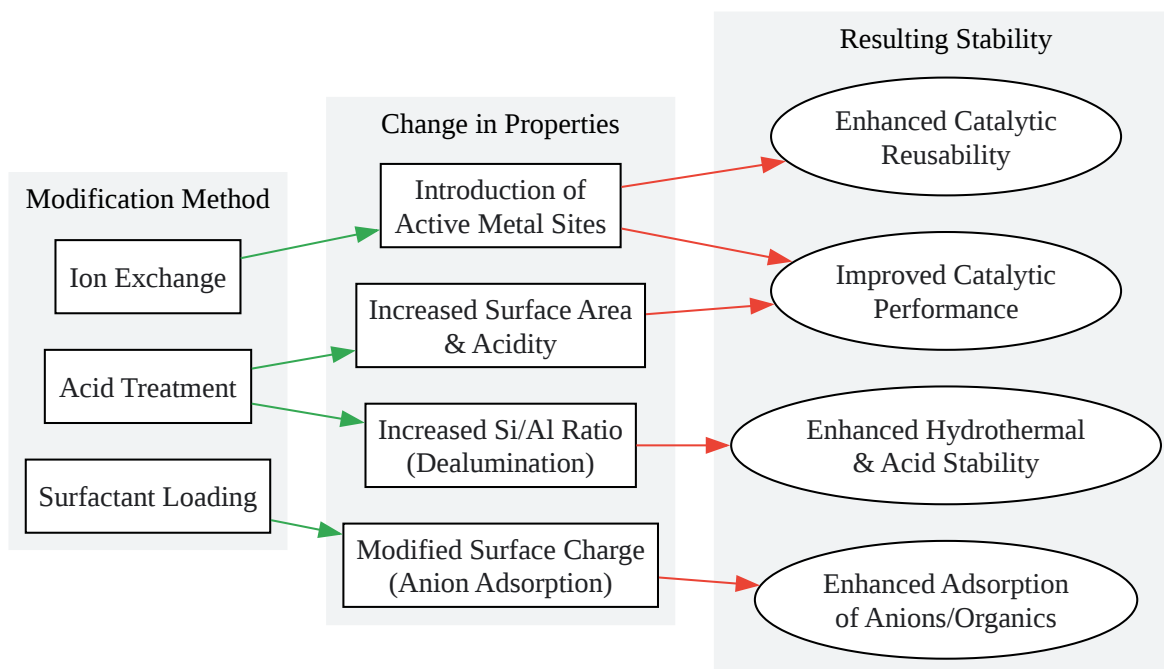 Modification Method
Ion Exchange
Acid Treatment
Surfactant Loading
Change in Properties
Introduction of
Active Metal Sites
Increased Surface Area
& Acidity
Increased Si/Al Ratio
(Dealumination)
Modified Surface Charge
(Anion Adsorption)
Resulting Stability
Enhanced Catalytic
Reusability
Improved Catalytic
Performance
Enhanced Hydrothermal
& Acid Stability
Enhanced Adsorption
of Anions/Organics